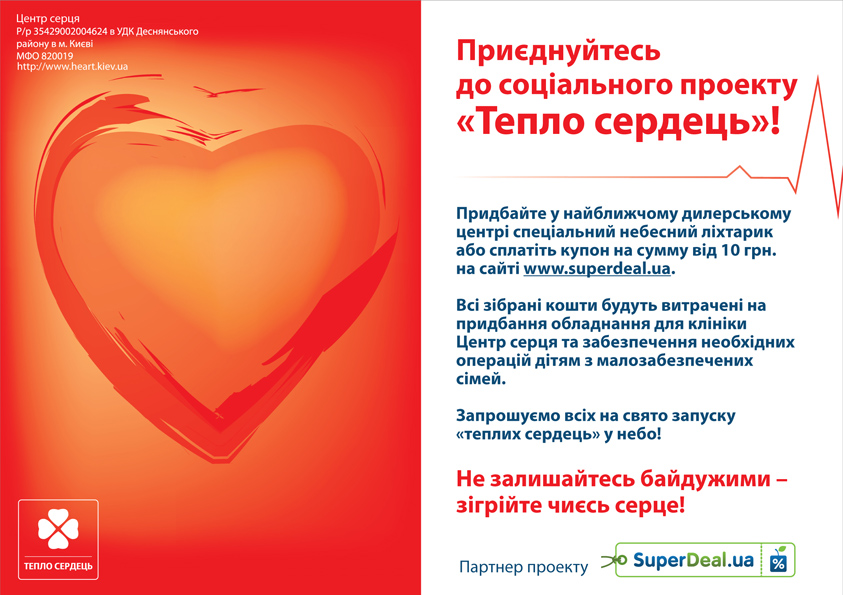 Центр серця
Р/р 35429002004624 в УДК Деснянського
району в м. Києві
МФО 820019
http://www.heart.kiev.ua
ТЕПЛО СЕРДЕЦЬ
Приєднуйтесь
до соціального проекту
«Тепло сердець»!
Придбайте у найближчому дилерському
центрі спеціальний небесний ліхтарик
або сплатіть купон на сумму від 10 грн.
на сайті www.superdeal.ua.
Всі зібрані кошти будуть витрачені на
придбання обладнання для клініки
Центр серця та забезпечення необхідних
операцій дітям з малозабезпечених
сімей.
Запрошуємо всіх на свято запуску
«теплих сердець» у небо!
Не залишайтесь байдужими –
зігрійте чиєсь серце!
Партнер проекту
SuperDeal.ua %